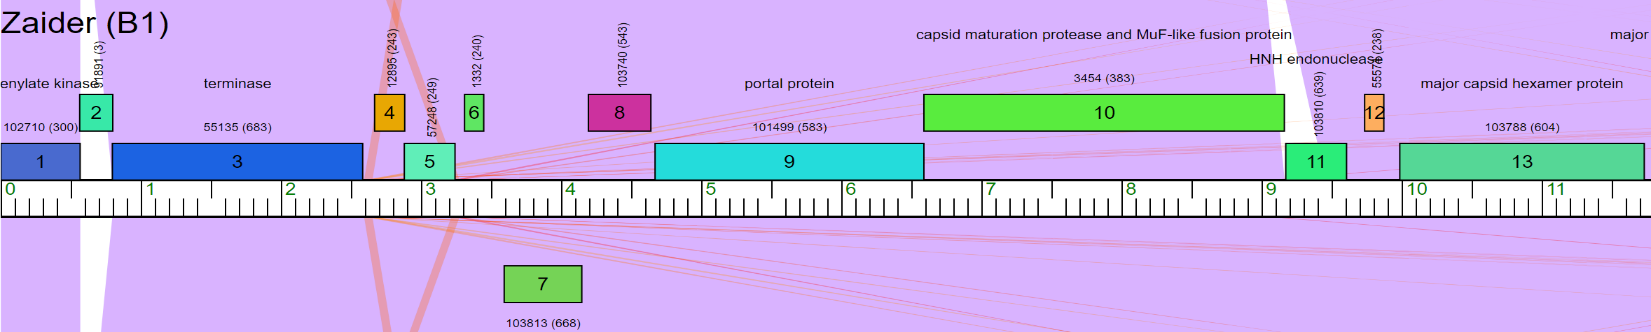 Zaider (B1)
capsid maturation protease and MuF-like fusion protein
major
HNH endonuclease
enylate kinase
terminase
portal protein
major capsid hexamer protein
91891 (3)
12895 (243)
57248 (249)
1332 (240)
103740 (543)
3454 (383)
103810 (639)
102710 (300)
55135 (683)
101499 (583)
103788 (604)
2
4
6
8
10
12
1
3
5
9
11
13
0 1 2 3 4 5 6 7 8 9 10 11
7
103813 (668)